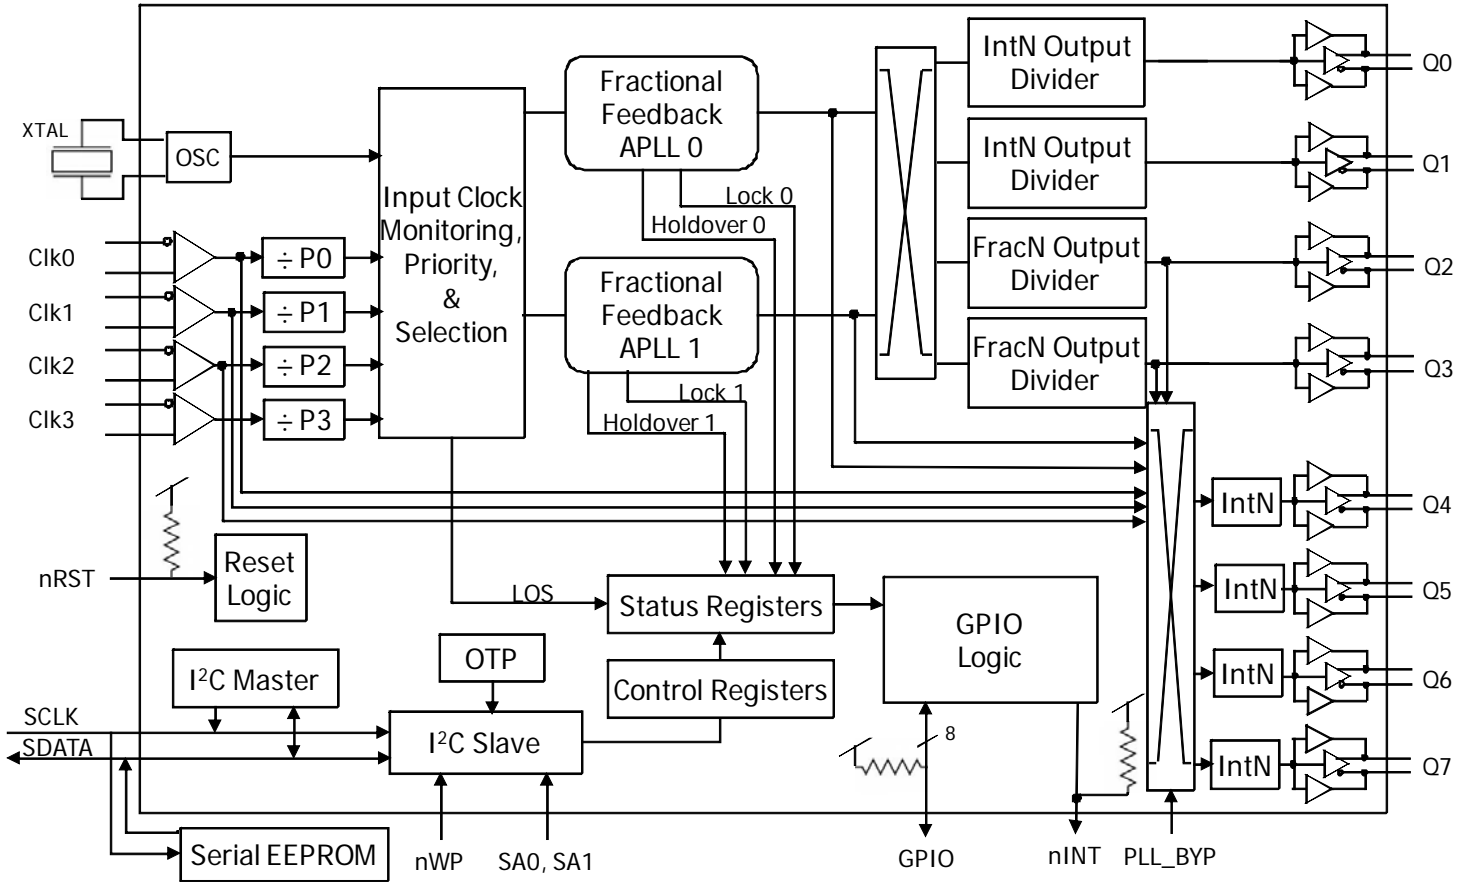 IntN Output
Divider
Q0
Fractional
Feedback
APLL 0
XTAL
OSC
IntN Output
Divider
Q1
Input Clock
Monitoring,
Priority,
&
Selection
Lock 0
Holdover 0
Clk0
÷ P0
FracN Output
Divider
Q2
Clk1
÷ P1
Fractional
Feedback
APLL 1
Clk2
÷ P2
FracN Output
Divider
Q3
Lock 1
Holdover 1
Clk3
÷ P3
IntN
Q4
nRST
Reset
Logic
LOS
Status Registers
GPIO
Logic
IntN
Q5
OTP
I²C Master
Control Registers
IntN
Q6
SCLK
SDATA
I²C Slave
8
IntN
Q7
Serial EEPROM
nWP
SA0, SA1
GPIO
nINT
PLL_BYP